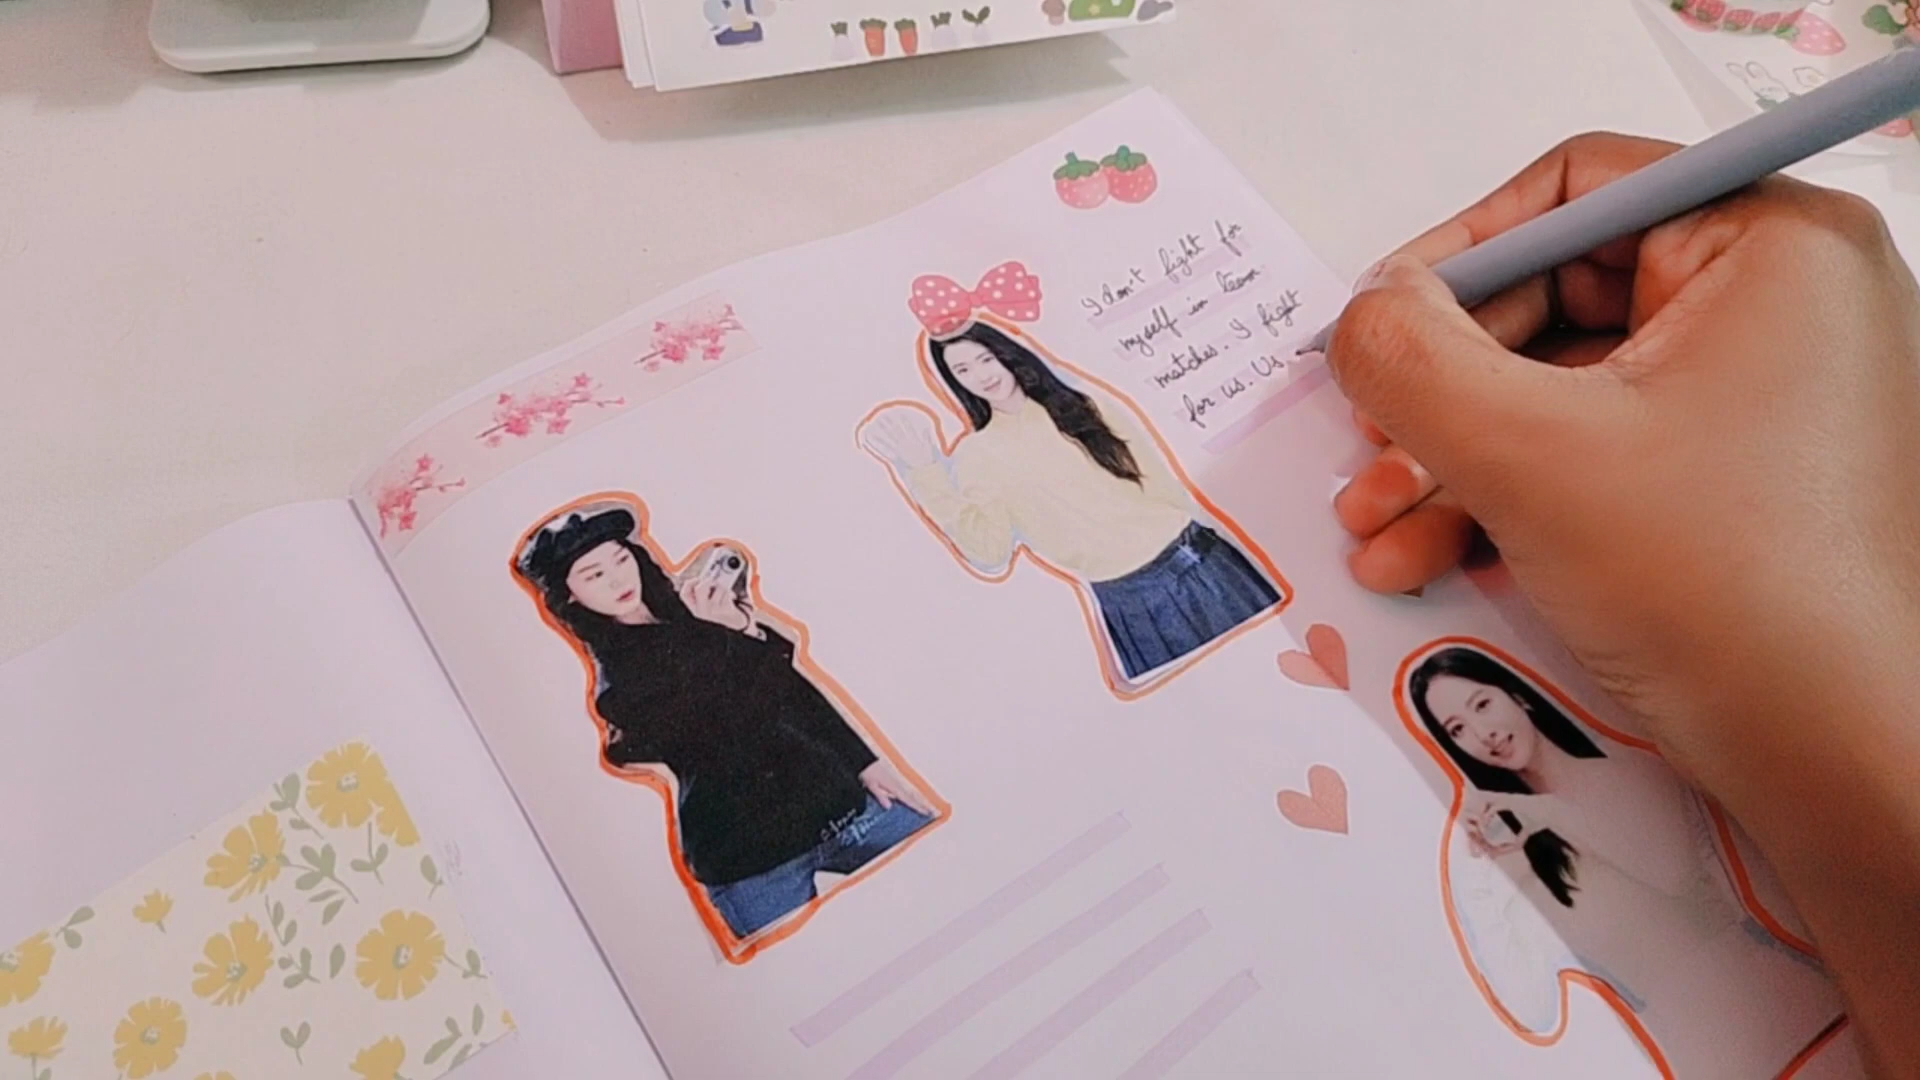 I don't fight for
myself in team
matches. I fight
for us. Us.